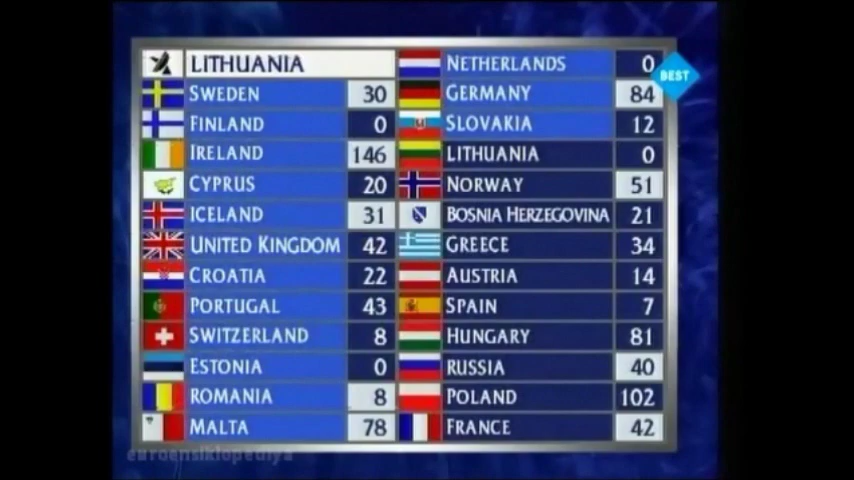 LITHUANIA
SWEDEN 30
FINLAND 0
IRELAND 146
CYPRUS 20
ICELAND 31
UNITED KINGDOM 42
CROATIA 22
PORTUGAL 43
SWITZERLAND 8
ESTONIA 0
ROMANIA 8
MALTA 78
NETHERLANDS 0
GERMANY 84
SLOVAKIA 12
LITHUANIA 0
NORWAY 51
BOSNIA HERZEGOVINA 21
GREECE 34
AUSTRIA 14
SPAIN 7
HUNGARY 81
RUSSIA 40
POLAND 102
FRANCE 42
BEST
euroensiklopediya